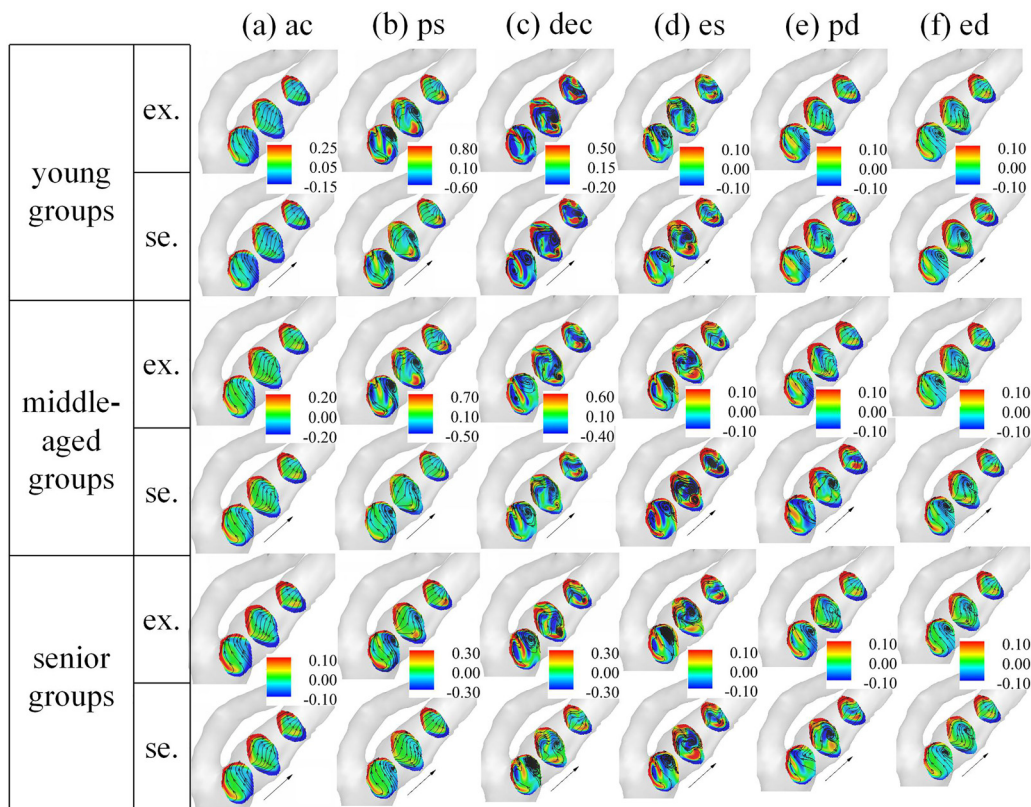 (a) ac (b) ps (c) dec (d) es (e) pd (f) ed
young
groups
ex.
0.25 0.80 0.50 0.10 0.10 0.10
0.05 0.10 0.10 0.00 0.00 0.00
-0.15 -0.60 -0.20 -0.10 -0.10 -0.10
se.
middle-
aged
groups
ex.
0.20 0.70 0.60 0.10 0.10 0.10
0.00 0.10 0.10 0.00 0.00 0.00
-0.20 -0.50 -0.40 -0.10 -0.10 -0.10
se.
senior
groups
ex.
0.10 0.30 0.30 0.10 0.10 0.10
0.00 0.00 0.00 0.00 0.00 0.00
-0.10 -0.30 -0.30 -0.10 -0.10 -0.10
se.